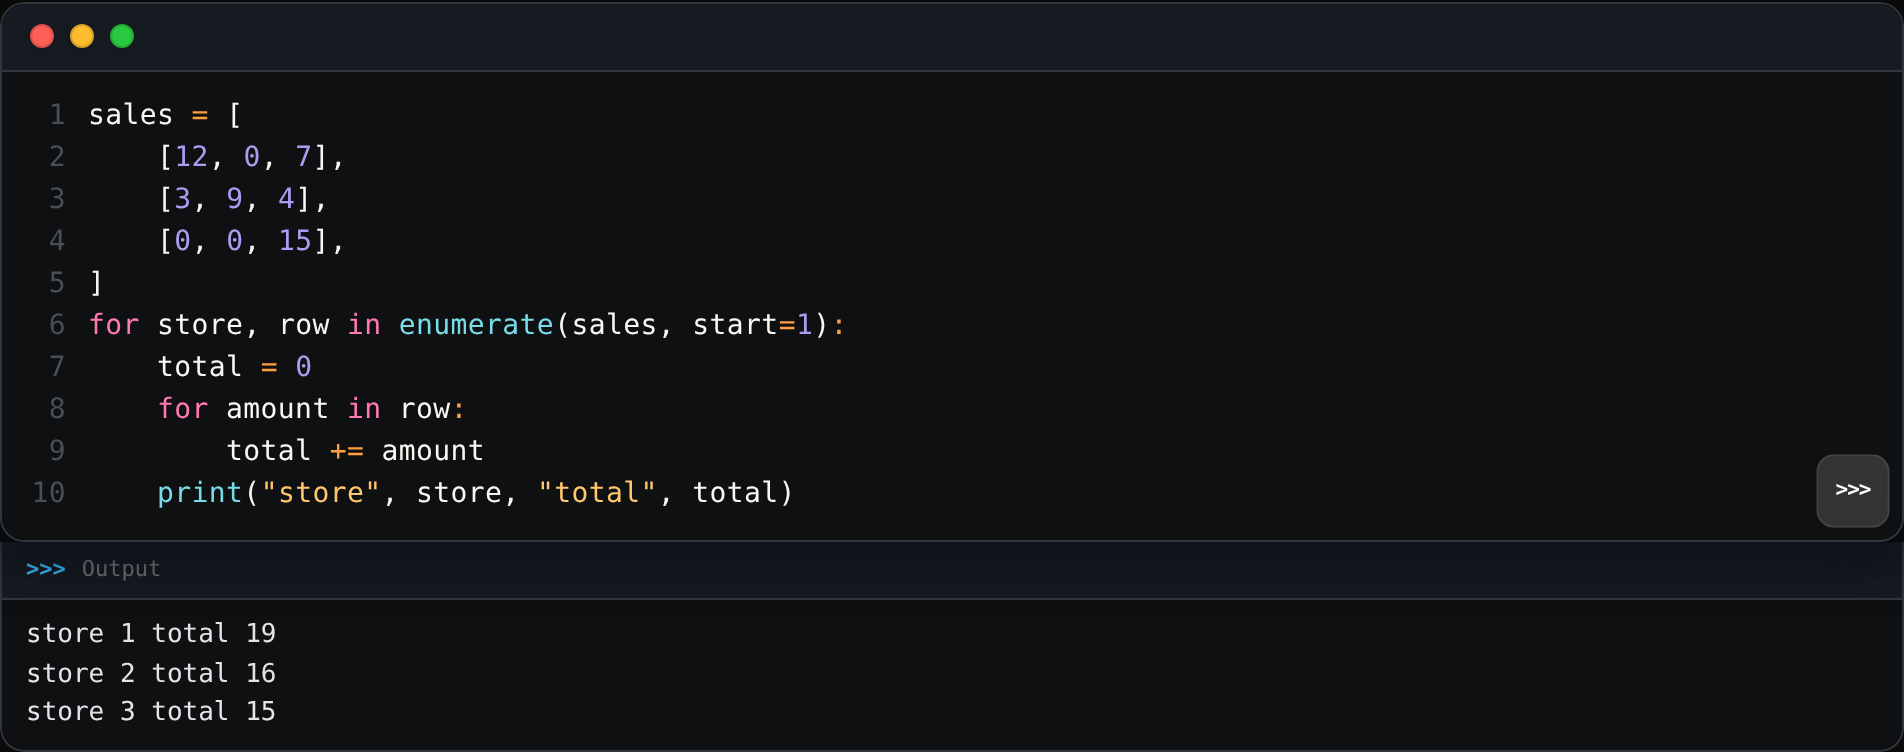 1 sales = [
2     [12, 0, 7],
3     [3, 9, 4],
4     [0, 0, 15],
5 ]
6 for store, row in enumerate(sales, start=1):
7     total = 0
8     for amount in row:
9         total += amount
10     print("store", store, "total", total)
>>>
>>> Output
store 1 total 19
store 2 total 16
store 3 total 15